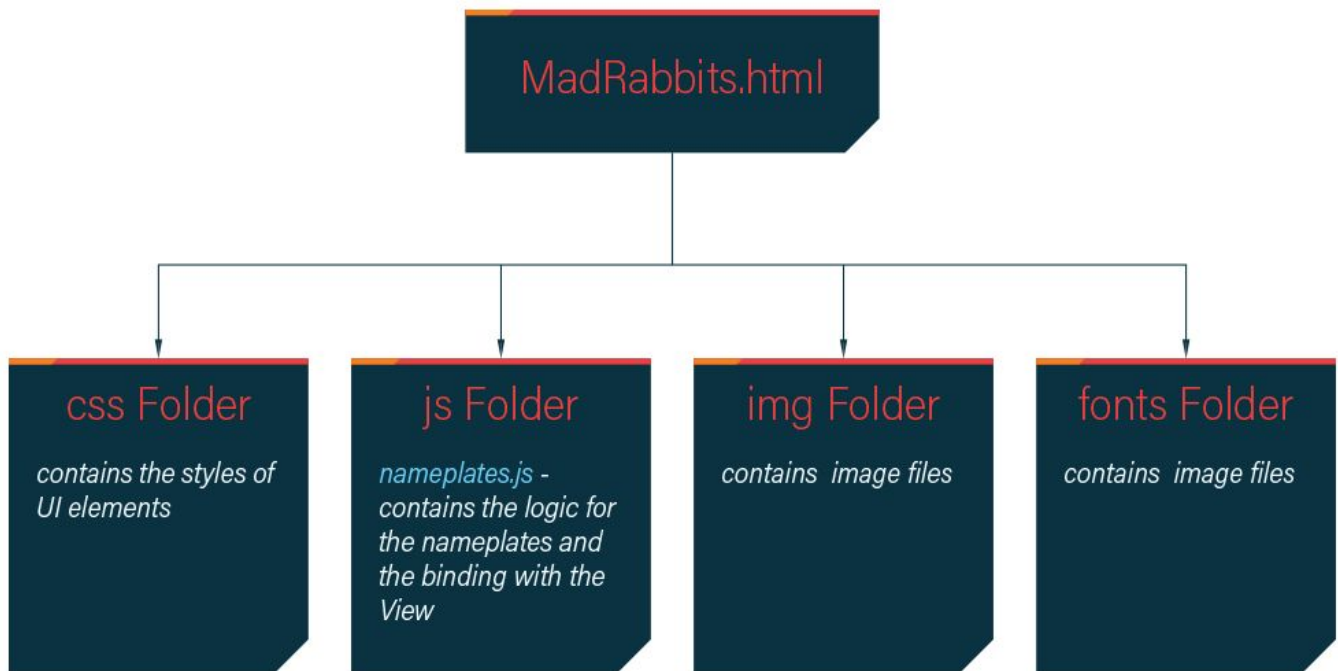 MadRabbits.html
css Folder
contains the styles of
UI elements
js Folder
nameplates.js -
contains the logic for
the nameplates and
the binding with the
View
img Folder
contains image files
fonts Folder
contains image files